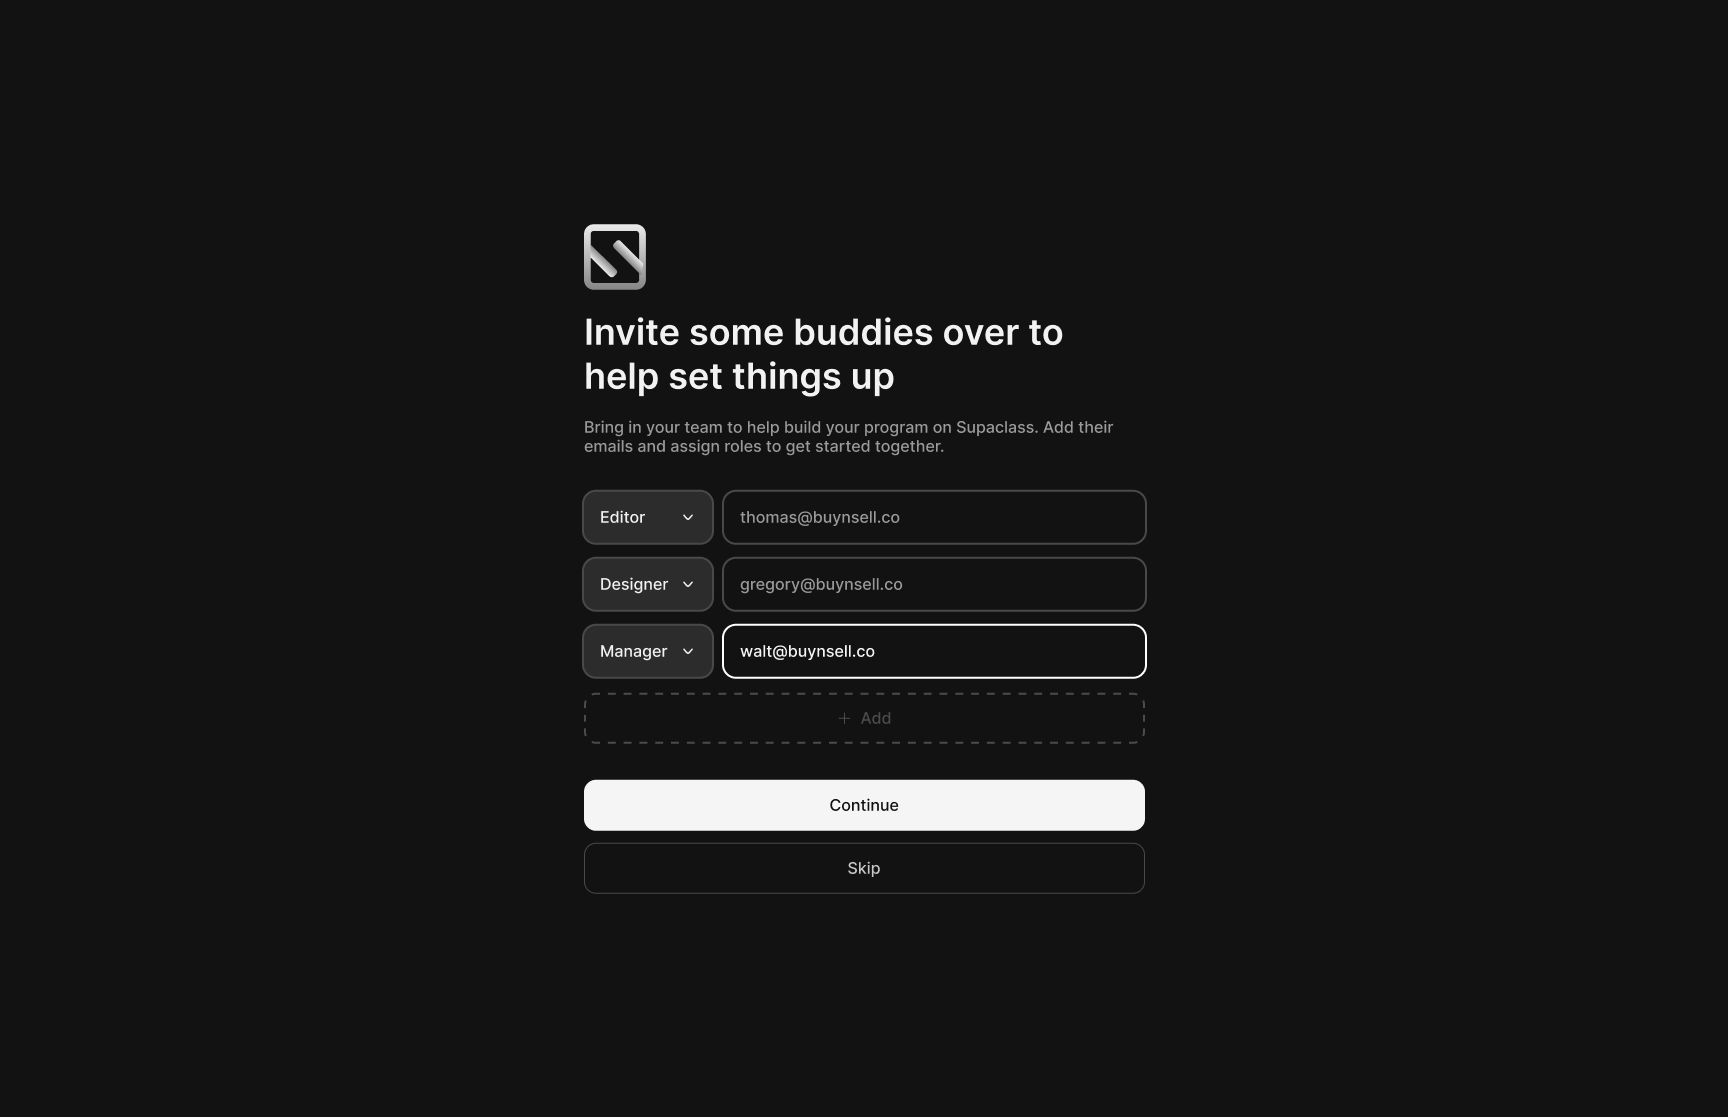 Invite some buddies over to
help set things up
Bring in your team to help build your program on Supaclass. Add their
emails and assign roles to get started together.
Editor
thomas@buynsell.co
Designer
gregory@buynsell.co
Manager
walt@buynsell.co
Add
Continue
Skip